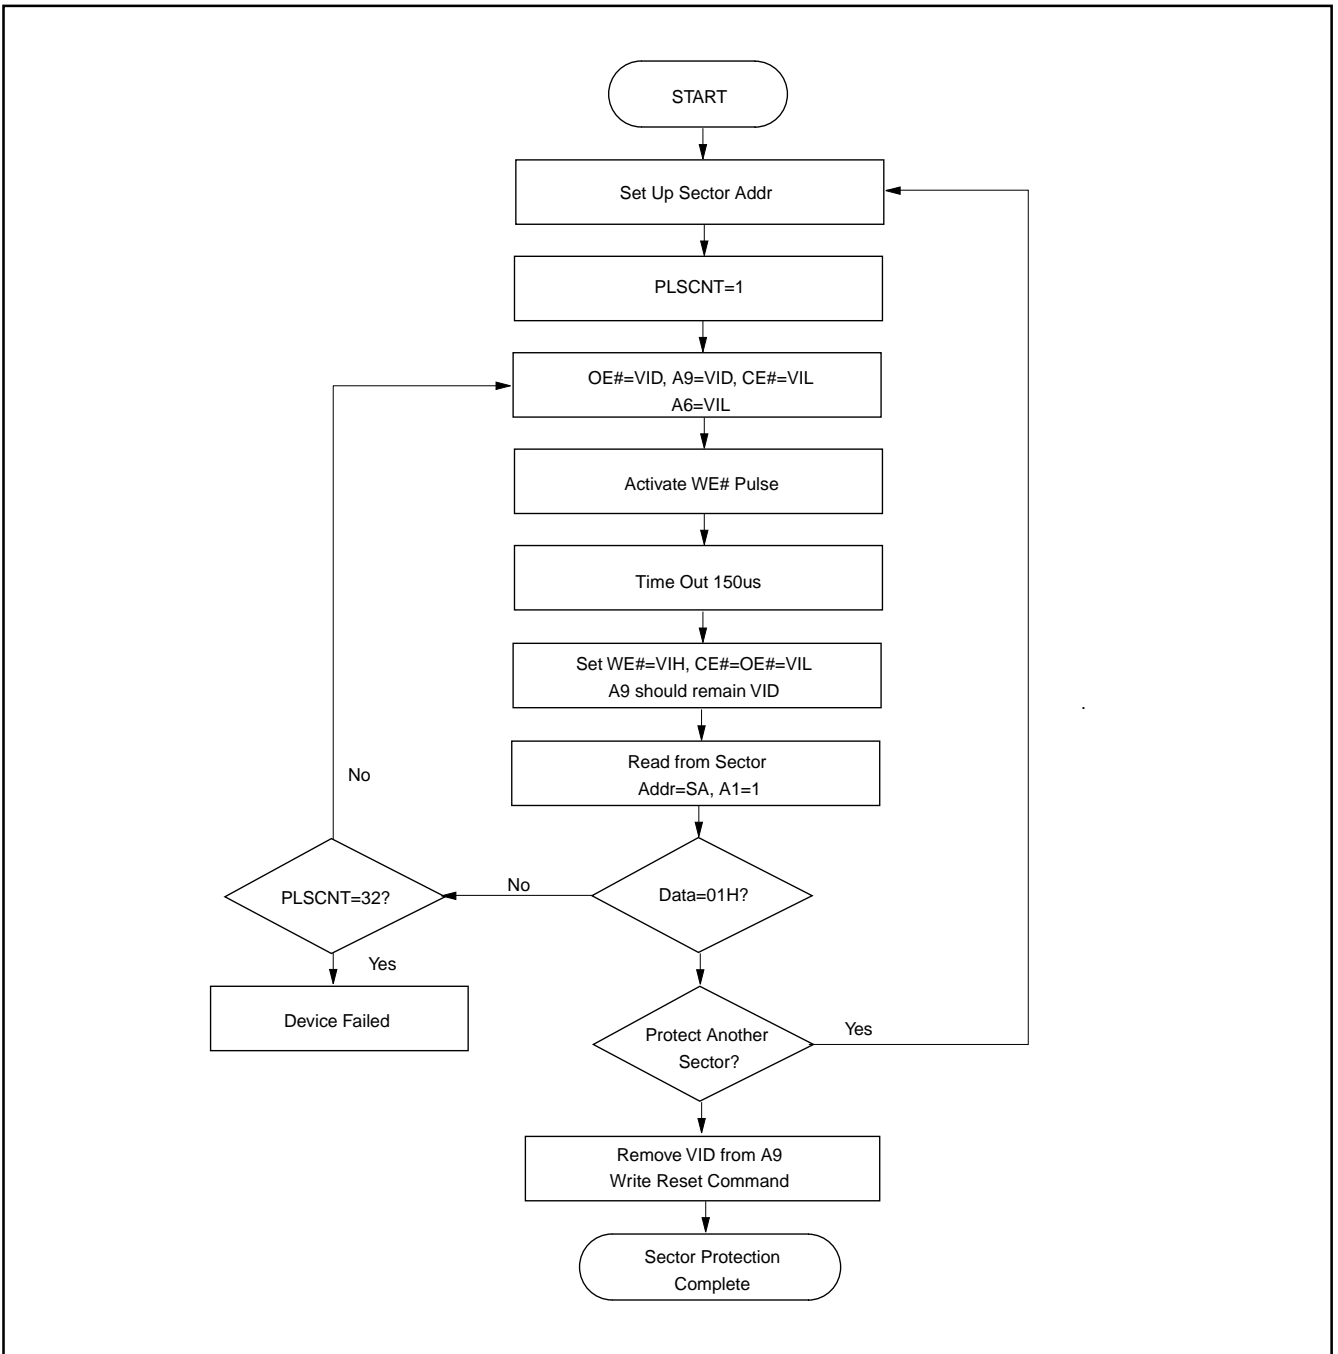 START
Set Up Sector Addr
PLSCNT=1
OE#=VID, A9=VID, CE#=VIL
A6=VIL
Activate WE# Pulse
Time Out 150us
Set WE#=VIH, CE#=OE#=VIL
A9 should remain VID
.
Read from Sector
Addr=SA, A1=1
No
PLSCNT=32?
No
Data=01H?
Yes
Device Failed
Protect Another
Sector?
Yes
Remove VID from A9
Write Reset Command
Sector Protection
Complete